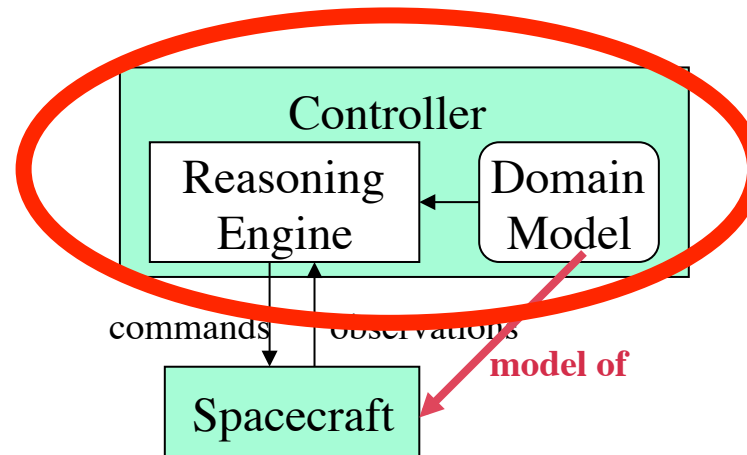 Controller
Reasoning
Engine
Domain
Model
commands
observations
model of
Spacecraft